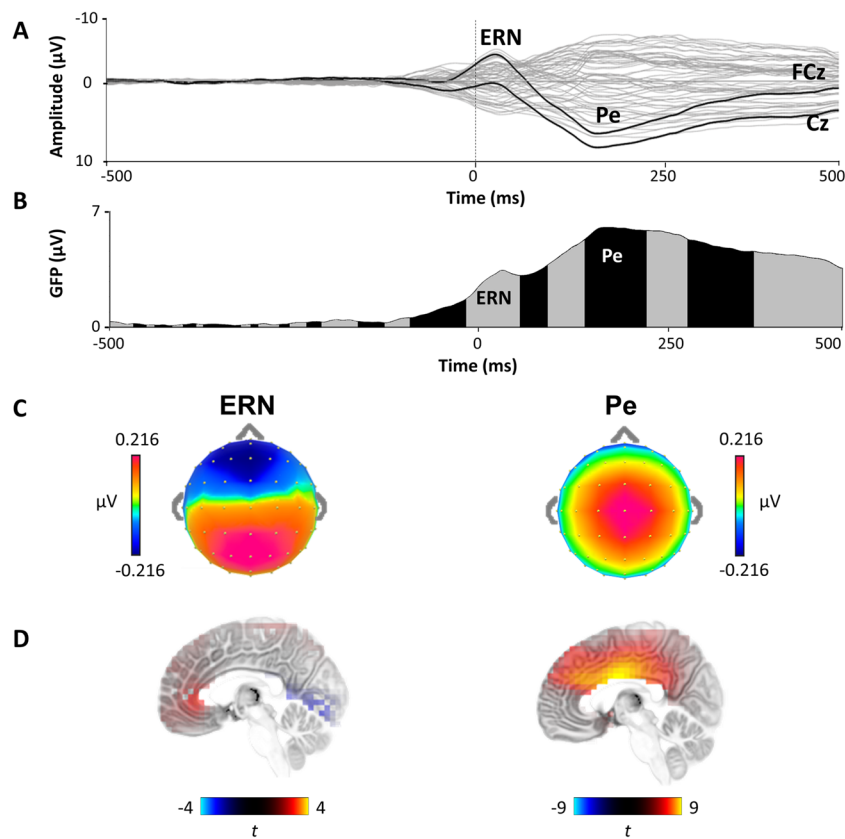 A
Amplitude (µV)
-10
0
10
ERN
Pe
FCz
Cz
-500
0
250
500
Time (ms)
B
GFP (µV)
7
0
ERN
Pe
-500
0
250
500
Time (ms)
C
ERN
Pe
0.216
µV
-0.216
0.216
µV
-0.216
D
-4
4
t
-9
9
t